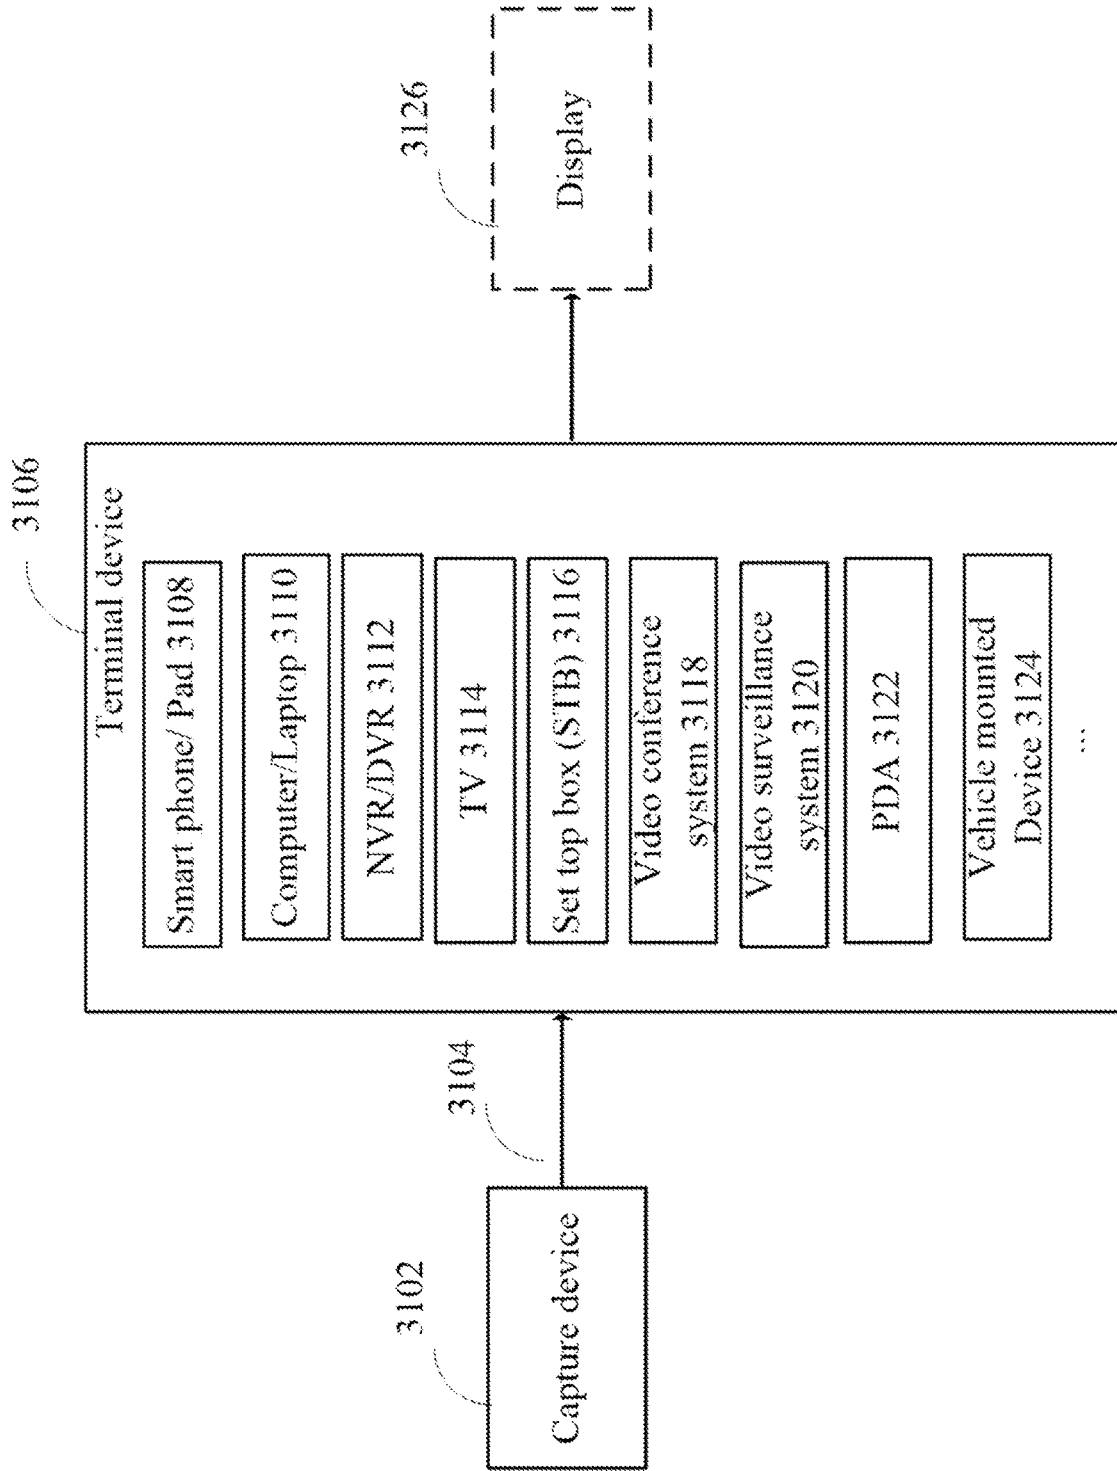 3106
Terminal device
Smart phone/ Pad 3108
Computer/Laptop 3110
NVR/DVR 3112
TV 3114
Set top box (STB) 3116
Video conference
system 3118
Video surveillance
system 3120
PDA 3122
Vehicle mounted
Device 3124
...
3102
Capture device
3104
3126
Display